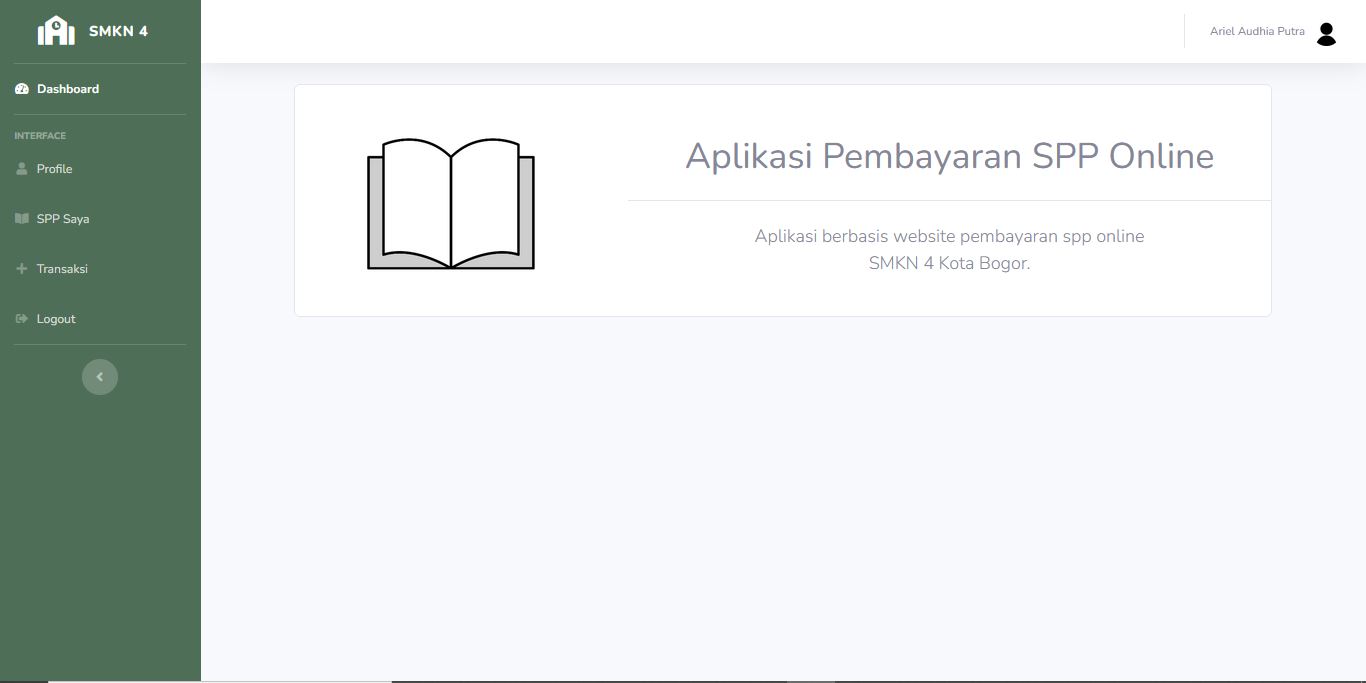 SMKN 4
Ariel Audhia Putra
Dashboard
INTERFACE
Profile
SPP Saya
Transaksi
Logout
Aplikasi Pembayaran SPP Online
Aplikasi berbasis website pembayaran spp online
SMKN 4 Kota Bogor.